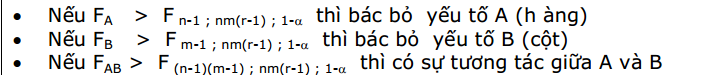 • Nếu FA > F n-1 ; nm(r-1) ; 1-α thì bác bỏ yếu tố A (h àng)
• Nếu FB > F m-1 ; nm(r-1) ; 1-α thì bác bỏ yếu tố B (cột)
• Nếu FAB > F (n-1)(m-1) ; nm(r-1) ; 1-α thì có sự tương tác giữa A và B